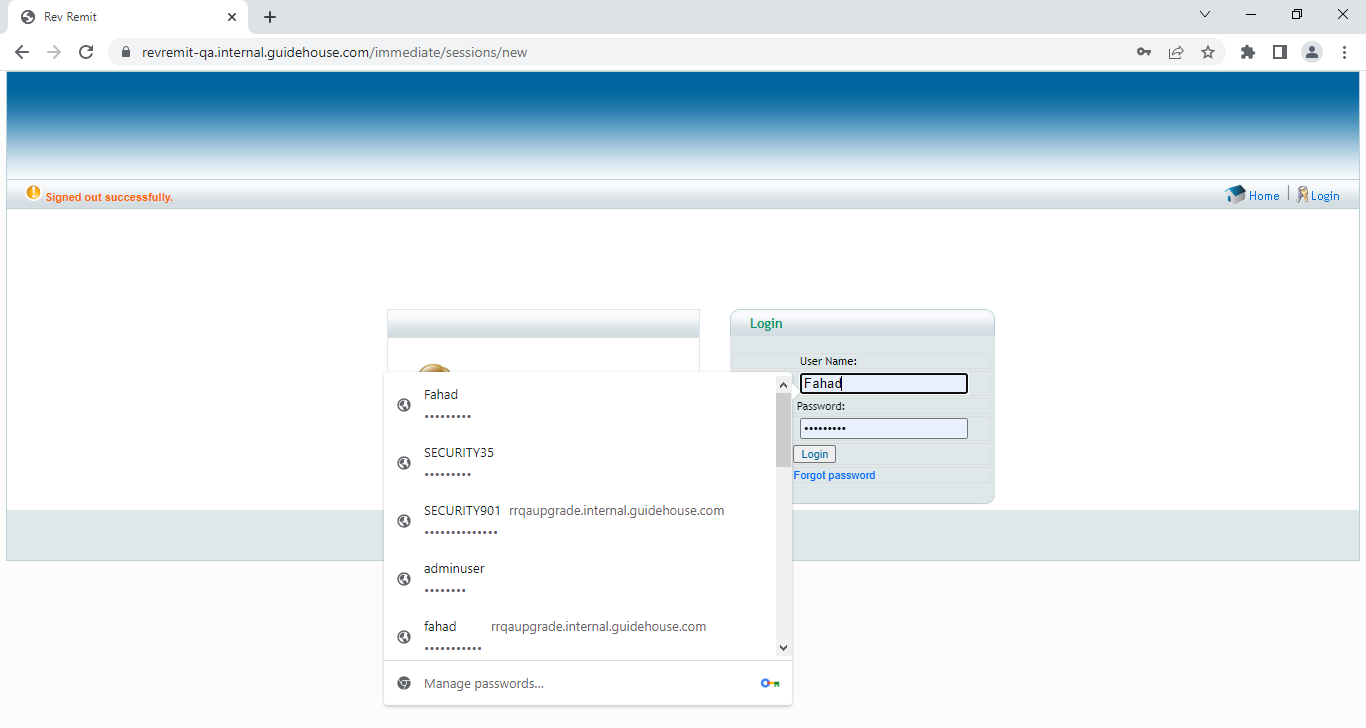 Rev Remit
revremit-qa.internal.guidehouse.com/immediate/sessions/new
Signed out successfully.
Home
Login
Login
User Name:
Fahad
Password:
•••••••••
Login
Forgot password
Fahad
•••••••••
SECURITY35
•••••••••
SECURITY901 rrqaupgrade.internal.guidehouse.com
••••••••••••••
adminuser
••••••••
fahad rrqaupgrade.internal.guidehouse.com
•••••••••••
Manage passwords...